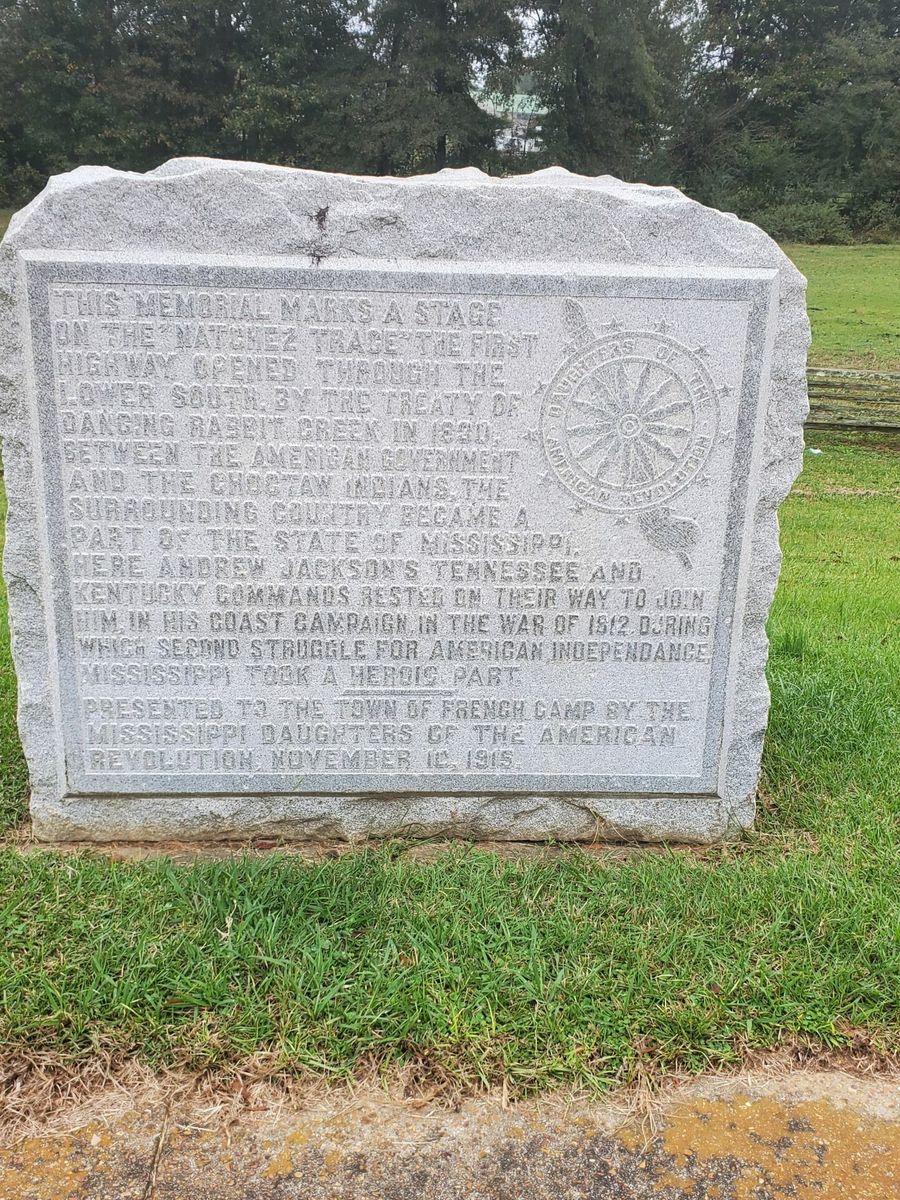 THIS MEMORIAL MARKS A STAGE
ON THE "NATCHEZ TRACE" THE FIRST
HIGHWAY OPENED THROUGH THE
LOWER SOUTH. BY THE TREATY OF
DANCING RABBIT CREEK IN 1830,
BETWEEN THE AMERICAN GOVERNMENT
AND THE CHOCTAW INDIANS, THE
SURROUNDING COUNTRY BECAME A
PART OF THE STATE OF MISSISSIPPI.
HERE ANDREW JACKSON'S TENNESSEE AND
KENTUCKY COMMANDS RESTED ON THEIR WAY TO JOIN
HIM, IN HIS COAST CAMPAIGN, IN THE WAR OF 1812, DURING
WHICH SECOND STRUGGLE FOR AMERICAN INDEPENDANCE
MISSISSIPPI TOOK A HEROIC PART.
PRESENTED TO THE TOWN OF FRENCH CAMP BY THE
MISSISSIPPI DAUGHTERS OF THE AMERICAN
REVOLUTION, NOVEMBER 10, 1915.
DAUGHTERS OF THE
AMERICAN REVOLUTION